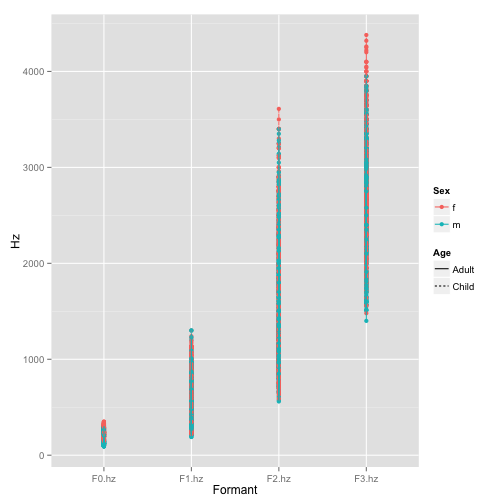 4000
3000
2000
1000
0
Hz
F0.hz
F1.hz
F2.hz
F3.hz
Formant
Sex
f
m
Age
Adult
Child